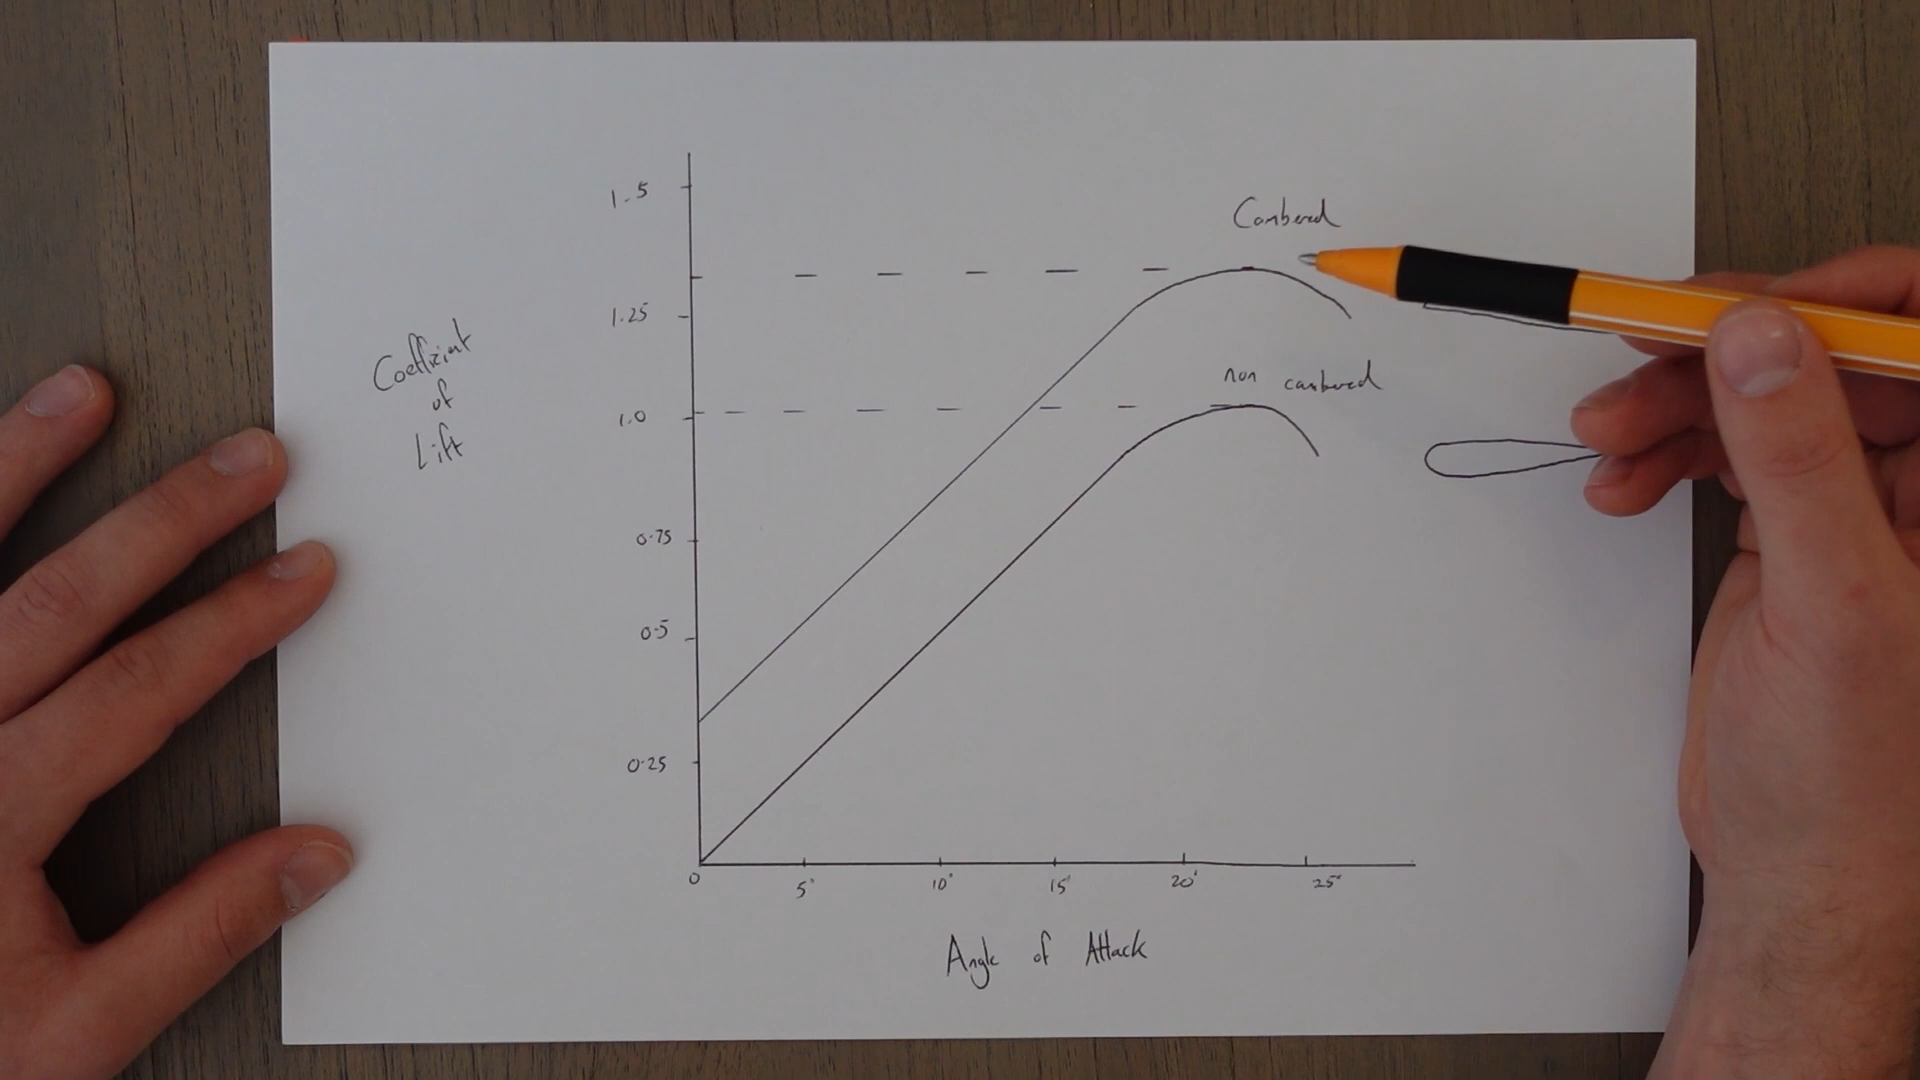 1.5
Cambered
1.25
Coefficient
of
Lift
non cambered
1.0
0.75
0.5
0.25
0
5°
10°
15°
20°
25°
Angle of Attack